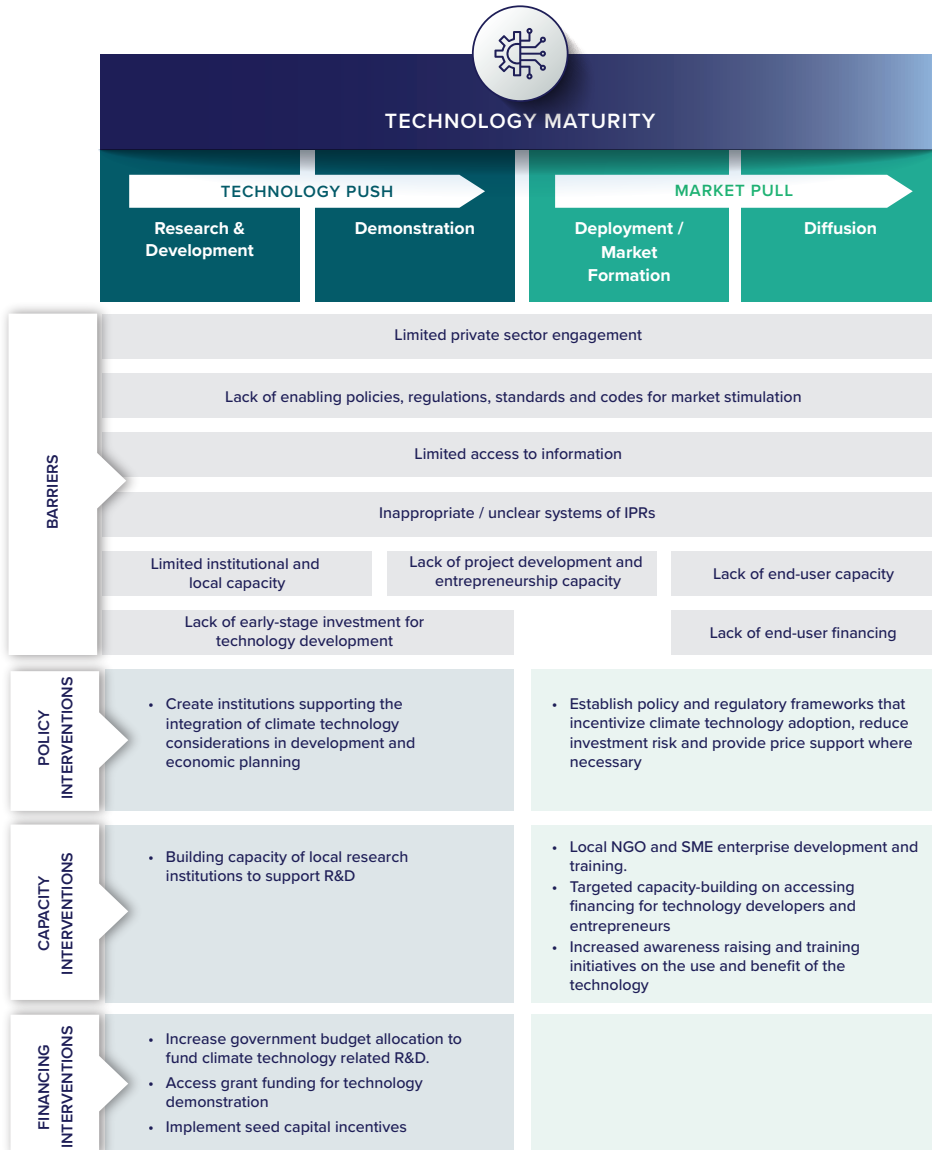 TECHNOLOGY MATURITY
TECHNOLOGY PUSH
MARKET PULL
Research &
Development
Demonstration
Deployment /
Market
Formation
Diffusion
BARRIERS
Limited private sector engagement
Lack of enabling policies, regulations, standards and codes for market stimulation
Limited access to information
Inappropriate / unclear systems of IPRs
Limited institutional and
local capacity
Lack of project development and
entrepreneurship capacity
Lack of end-user capacity
Lack of early-stage investment for
technology development
Lack of end-user financing
POLICY
INTERVENTIONS
• Create institutions supporting the
integration of climate technology
considerations in development and
economic planning
• Establish policy and regulatory frameworks that
incentivize climate technology adoption, reduce
investment risk and provide price support where
necessary
CAPACITY
INTERVENTIONS
• Building capacity of local research
institutions to support R&D
• Local NGO and SME enterprise development and
training.
• Targeted capacity-building on accessing
financing for technology developers and
entrepreneurs
• Increased awareness raising and training
initiatives on the use and benefit of the
technology
FINANCING
INTERVENTIONS
• Increase government budget allocation to
fund climate technology related R&D.
• Access grant funding for technology
demonstration
• Implement seed capital incentives